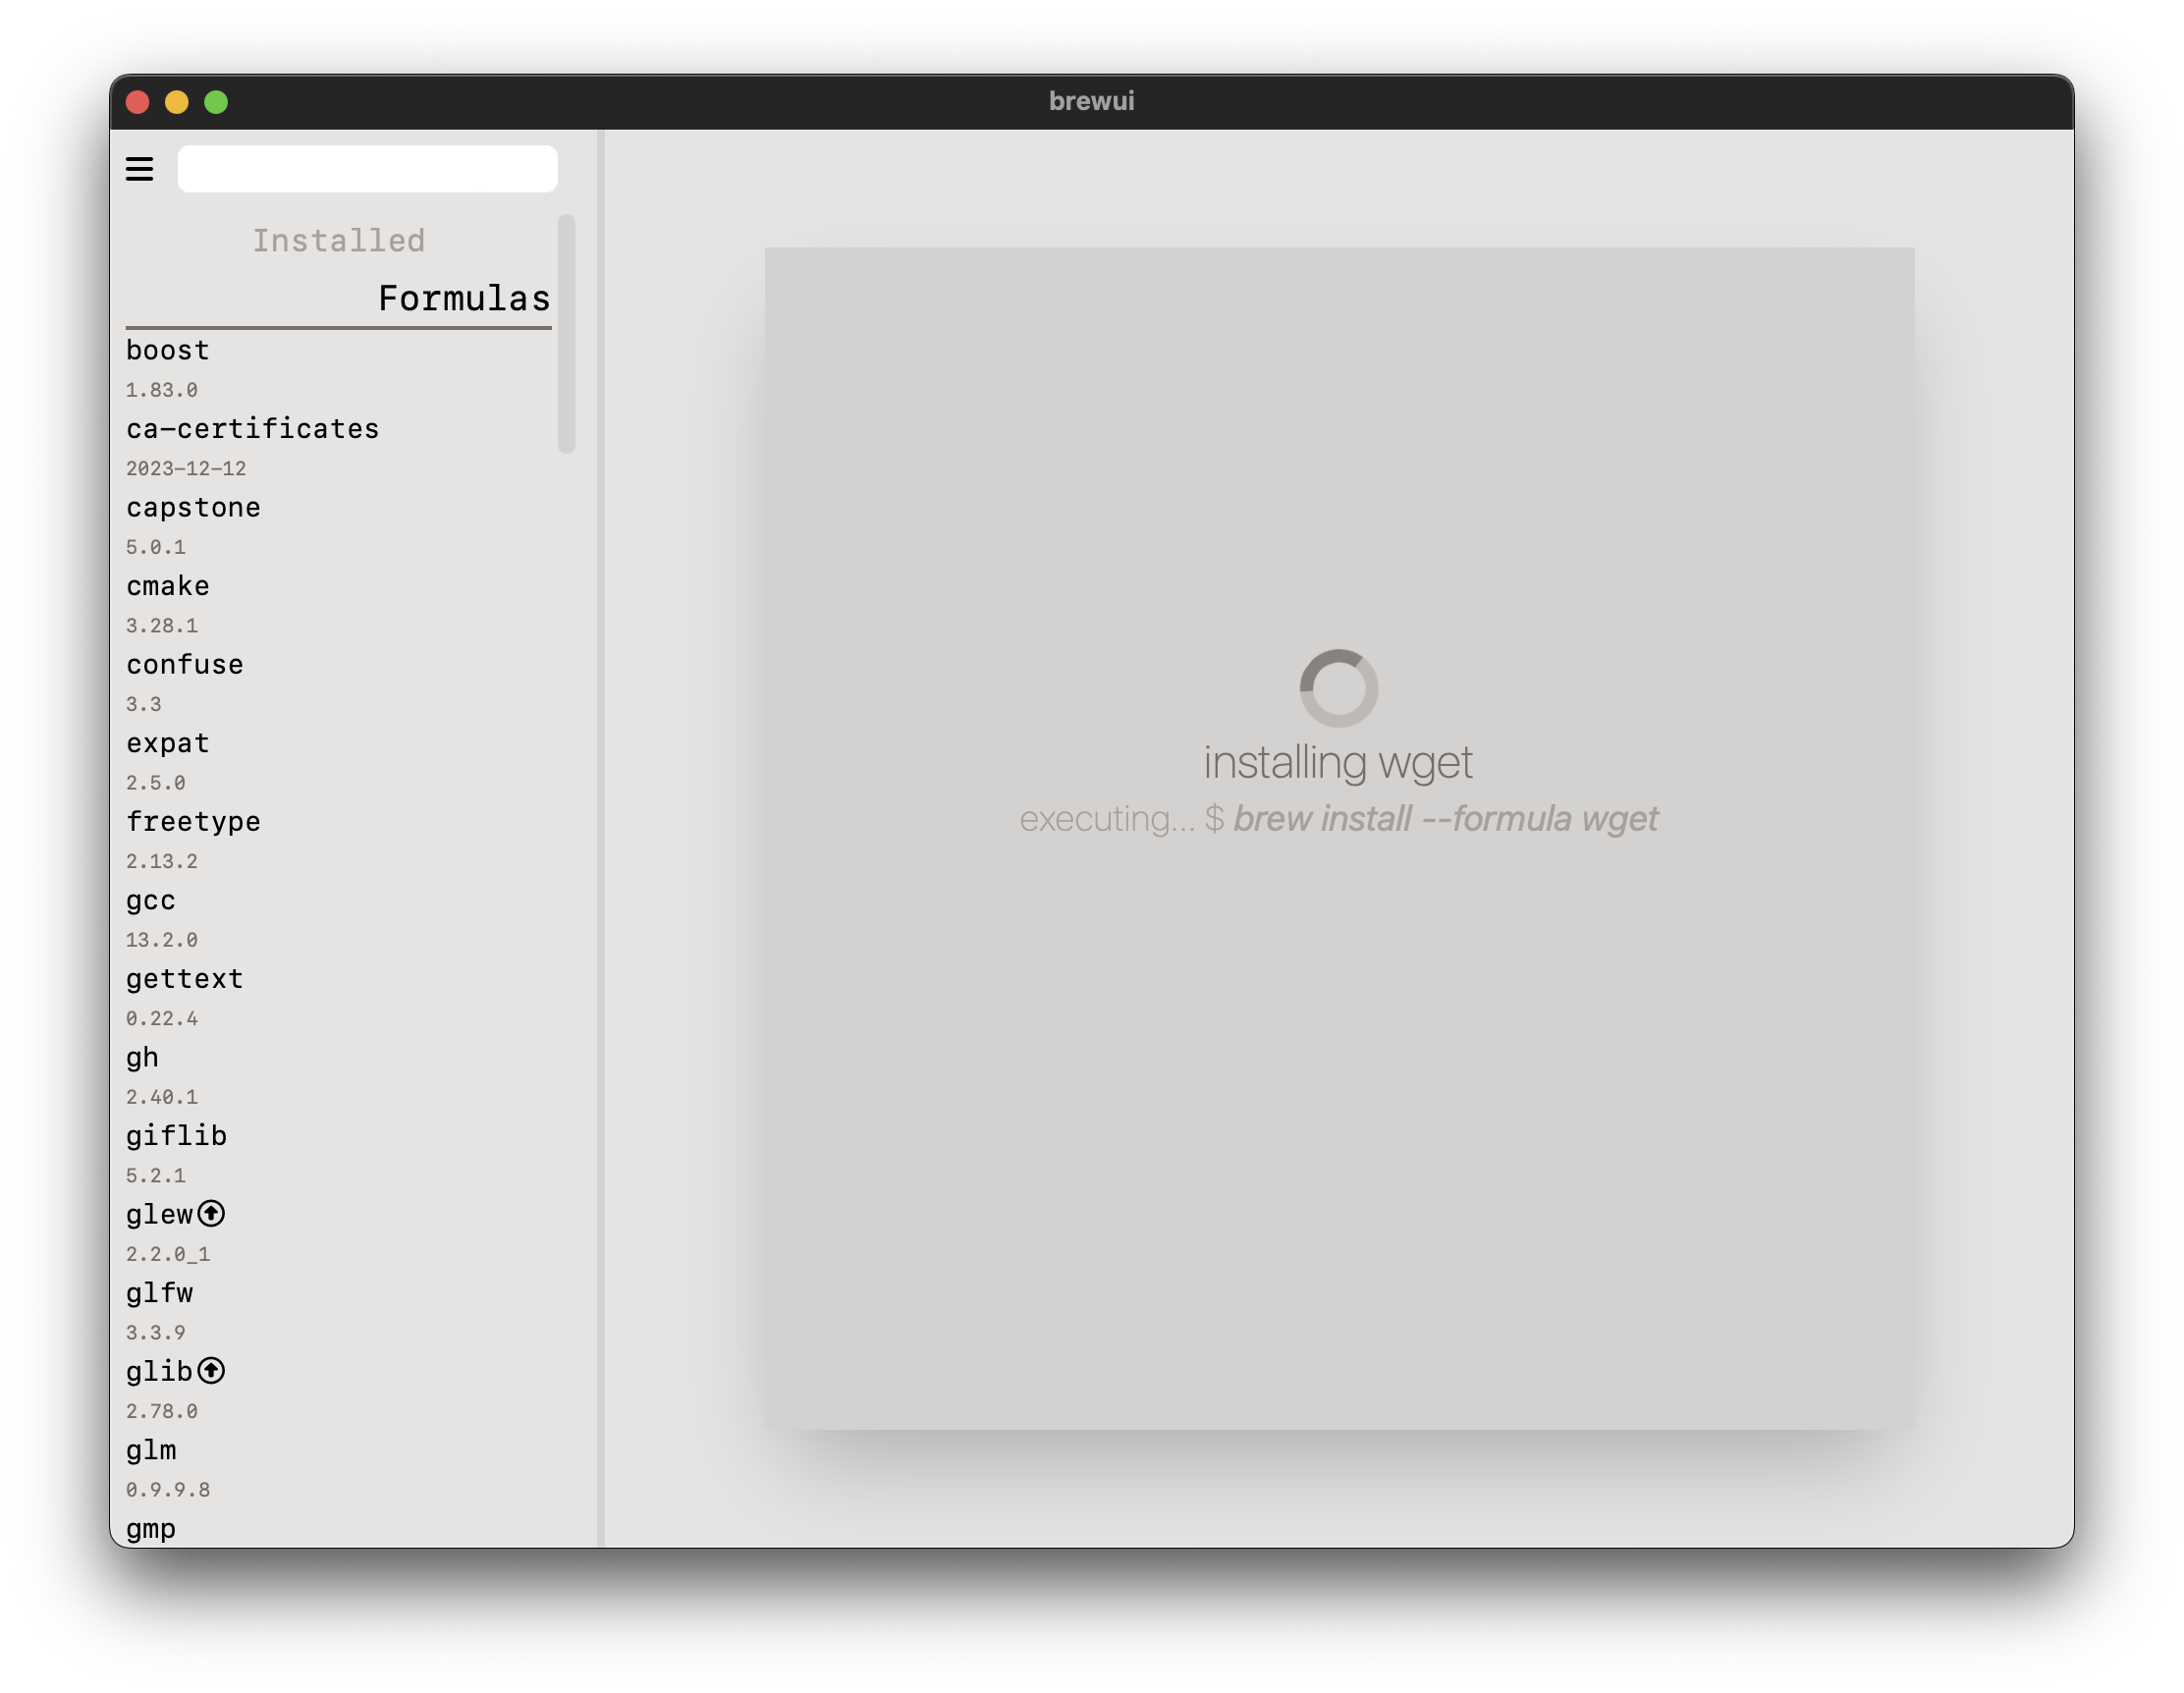 brewui
Installed
Formulas
boost
1.83.0
ca-certificates
2023-12-12
capstone
5.0.1
cmake
3.28.1
confuse
3.3
expat
2.5.0
freetype
2.13.2
gcc
13.2.0
gettext
0.22.4
gh
2.40.1
giflib
5.2.1
glew
2.2.0_1
glfw
3.3.9
glib
2.78.0
glm
0.9.9.8
gmp
installing wget
executing... $ brew install --formula wget